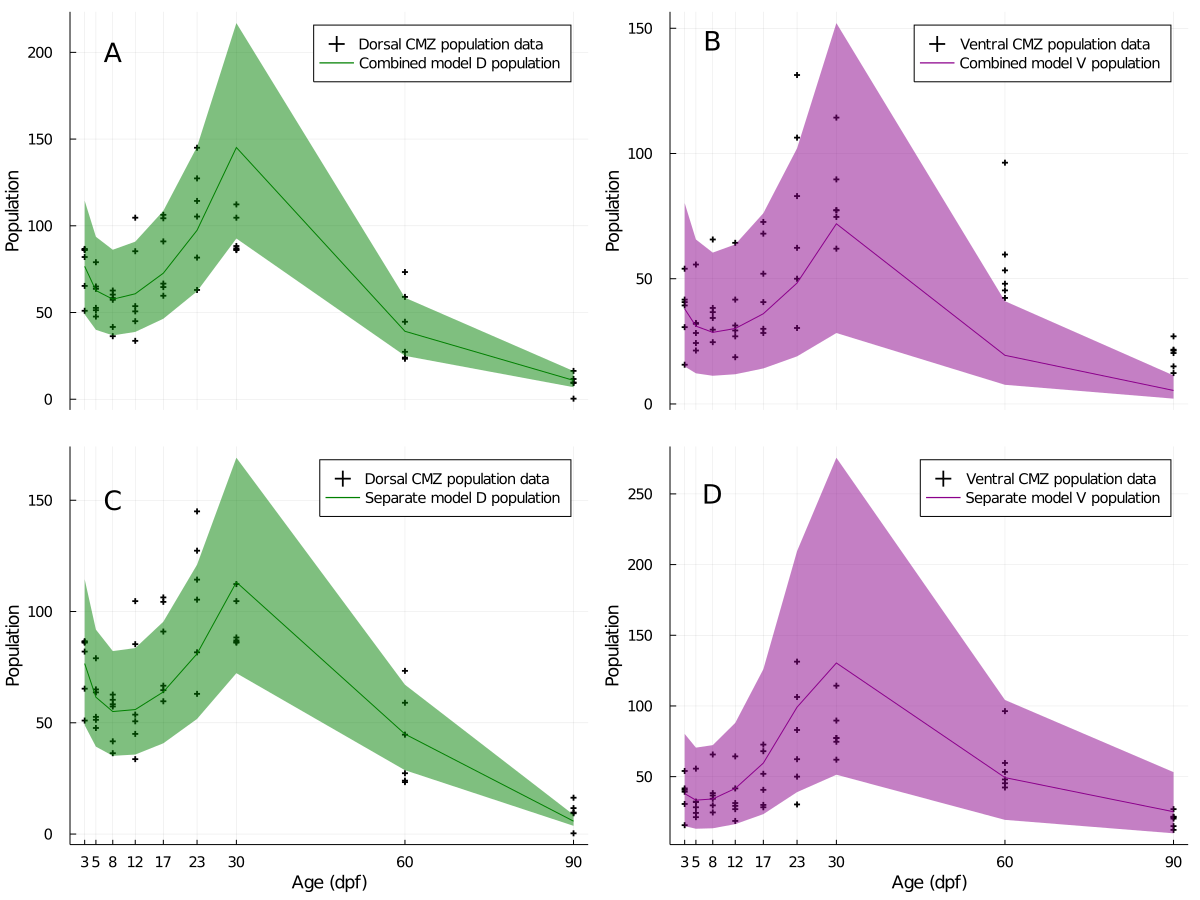 A
Dorsal CMZ population data
Combined model D population
Population
200
150
100
50
0
B
Ventral CMZ population data
Combined model V population
Population
150
100
50
0
C
Dorsal CMZ population data
Separate model D population
Population
150
100
50
0
3 5 8 12 17 23 30 60 90
Age (dpf)
D
Ventral CMZ population data
Separate model V population
Population
250
200
150
100
50
3 5 8 12 17 23 30 60 90
Age (dpf)